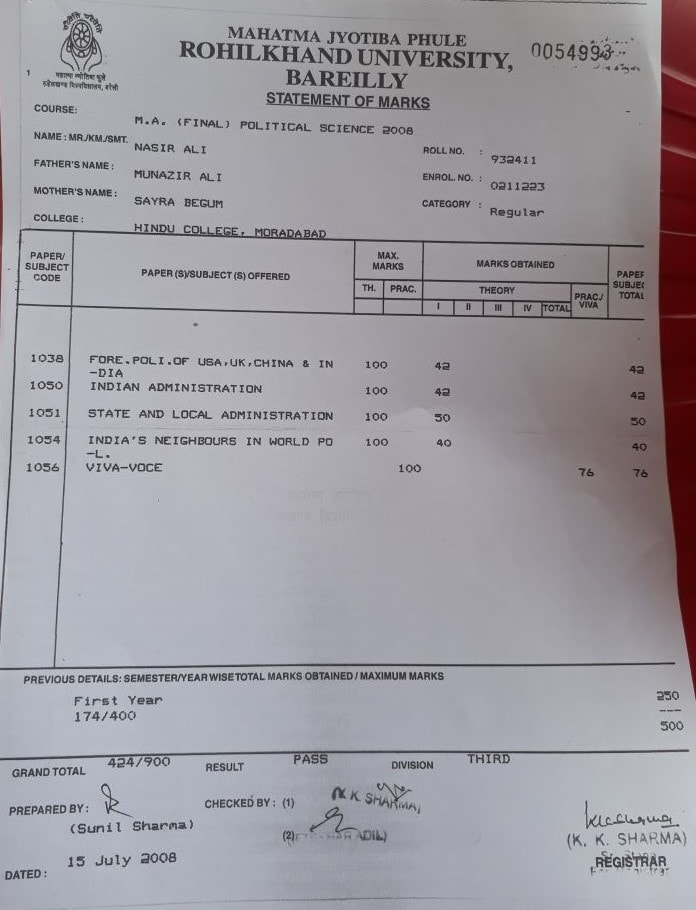 MAHATMA JYOTIBA PHULE
ROHILKHAND UNIVERSITY,
BAREILLY
0054993
महात्मा ज्योतिबा फुले
रुहेलखण्ड विश्वविद्यालय, बरेली
1
STATEMENT OF MARKS
COURSE: M.A. (FINAL) POLITICAL SCIENCE 2008
NAME : MR./KM./SMT. NASIR ALI ROLL NO. : 932411
FATHER'S NAME : MUNAZIR ALI ENROL. NO. : 0211223
MOTHER'S NAME : SAYRA BEGUM CATEGORY : Regular
COLLEGE : HINDU COLLEGE, MORADABAD
PAPER/ SUBJECT CODE PAPER (S)/SUBJECT (S) OFFERED MAX. MARKS MARKS OBTAINED PAPER SUBJEC TOTAL
TH. PRAC. THEORY PRAC./ VIVA
I II III IV TOTAL
1038 FORE.POLI.OF USA,UK,CHINA & IN 100 42 42
-DIA
1050 INDIAN ADMINISTRATION 100 42 42
1051 STATE AND LOCAL ADMINISTRATION 100 50 50
1054 INDIA'S NEIGHBOURS IN WORLD PO 100 40 40
-L.
1056 VIVA-VOCE 100 76 76
PREVIOUS DETAILS: SEMESTER/YEAR WISE TOTAL MARKS OBTAINED / MAXIMUM MARKS
First Year 250
174/400 ---
500
GRAND TOTAL 424/900 RESULT PASS DIVISION THIRD
PREPARED BY : CHECKED BY : (1) K K SHARMA
(Sunil Sharma) (2) ADIL)
(K. K. SHARMA)
REGISTRAR
DATED : 15 July 2008